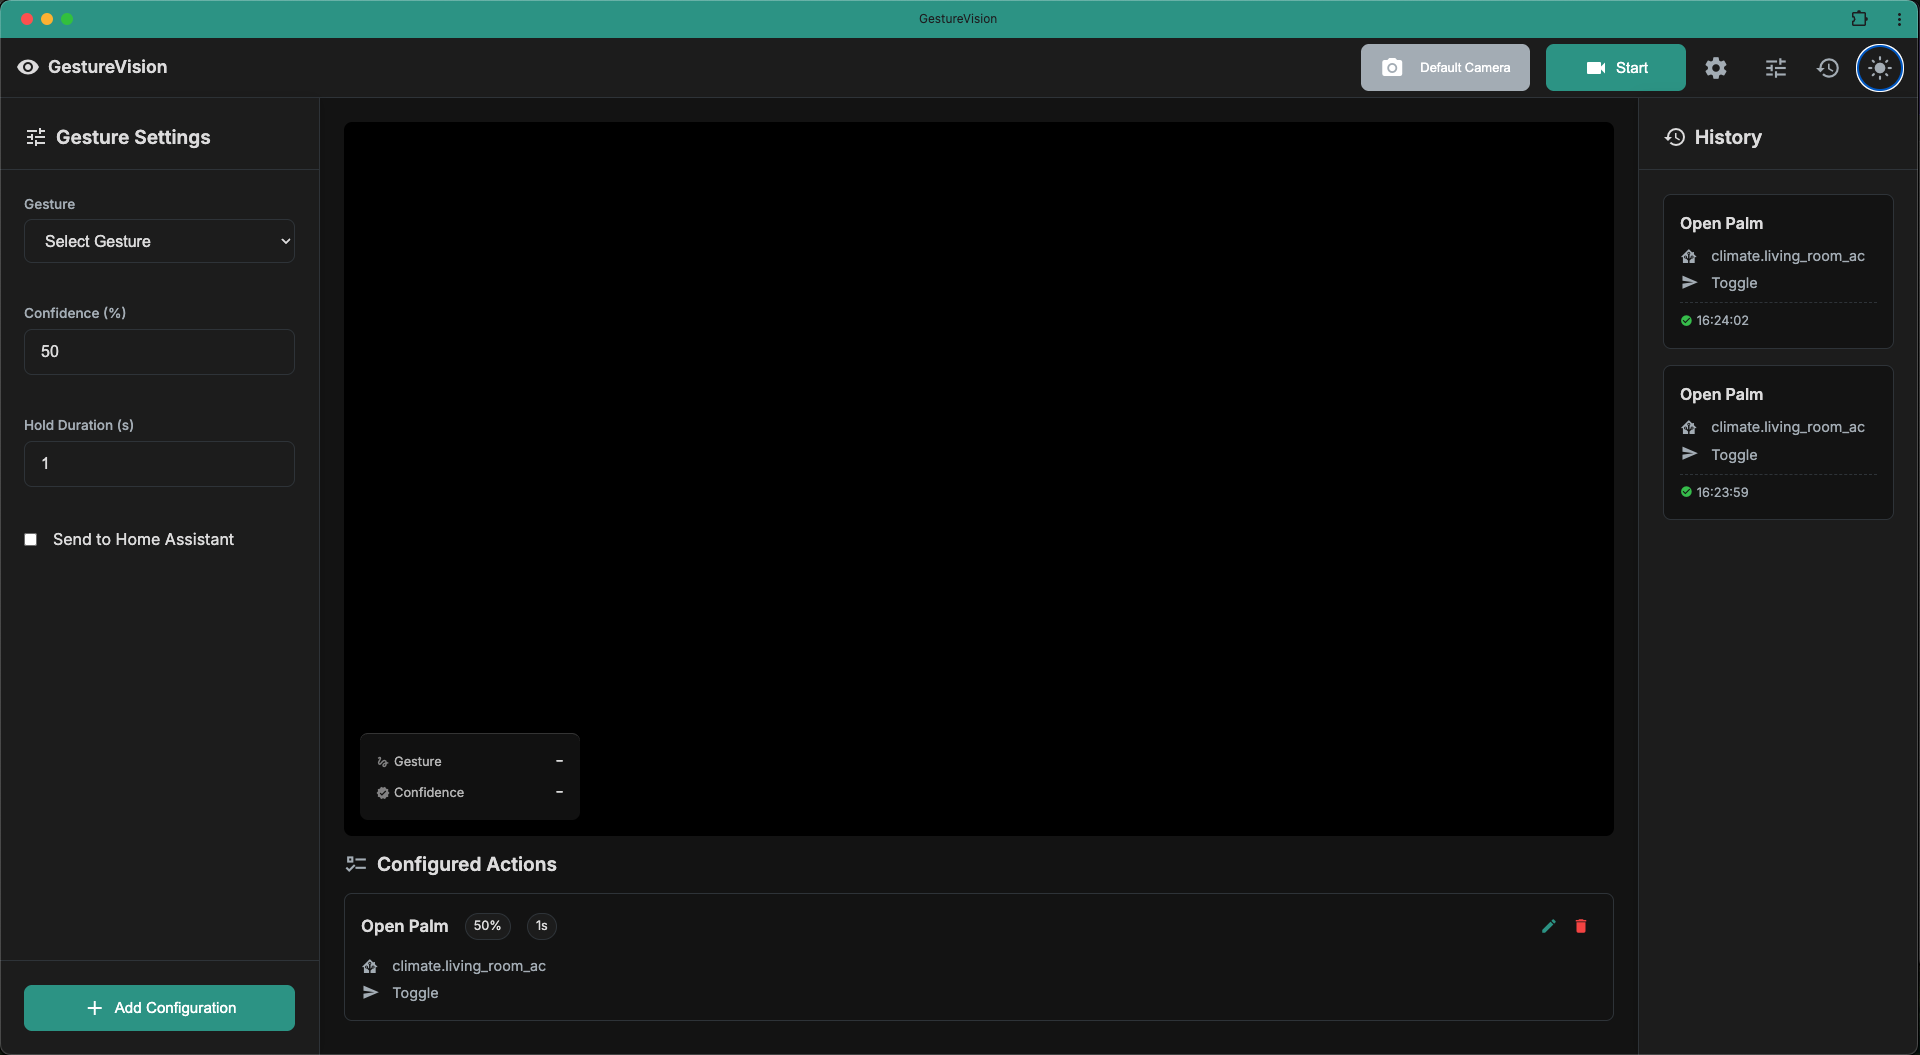 GestureVision
GestureVision
Default Camera
Start
Gesture Settings
Gesture
Select Gesture
Confidence (%)
50
Hold Duration (s)
1
Send to Home Assistant
Add Configuration
Gesture -
Confidence -
Configured Actions
Open Palm 50% 1s
climate.living_room_ac
Toggle
History
Open Palm
climate.living_room_ac
Toggle
16:24:02
Open Palm
climate.living_room_ac
Toggle
16:23:59